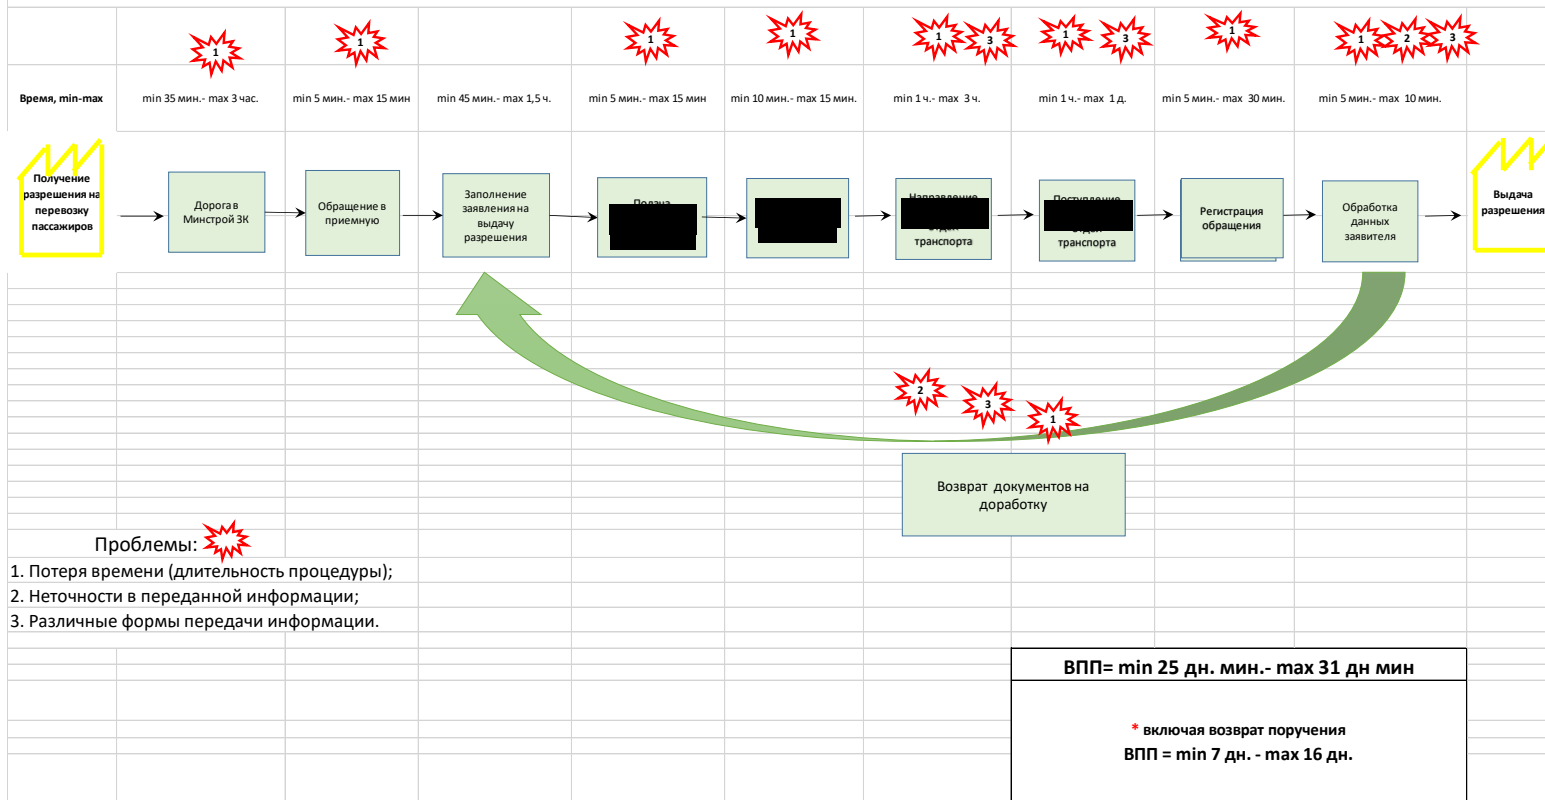 1
1
1
1
1
3
1
3
1
1
2
3
Время, min-max
min 35 мин.- max 3 час.
min 5 мин.- max 15 мин
min 45 мин.- max 1,5 ч.
min 5 мин.- max 15 мин
min 10 мин.- max 15 мин.
min 1 ч.- max 3 ч.
min 1 ч.- max 1 д.
min 5 мин.- max 30 мин.
min 5 мин.- max 10 мин.
Получение
разрешения на
перевозку
пассажиров
Дорога в
Минстрой ЗК
Обращение в
приемную
Заполнение
заявления на
выдачу
разрешения
Подача
Направление
отдел
транспорта
Поступление
отдел
транспорта
Регистрация
обращения
Обработка
данных
заявителя
Выдача
разрешения
2
3
1
Возврат документов на
доработку
Проблемы:
1. Потеря времени (длительность процедуры);
2. Неточности в переданной информации;
3. Различные формы передачи информации.
ВПП= min 25 дн. мин.- max 31 дн мин
* включая возврат поручения
ВПП = min 7 дн. - max 16 дн.